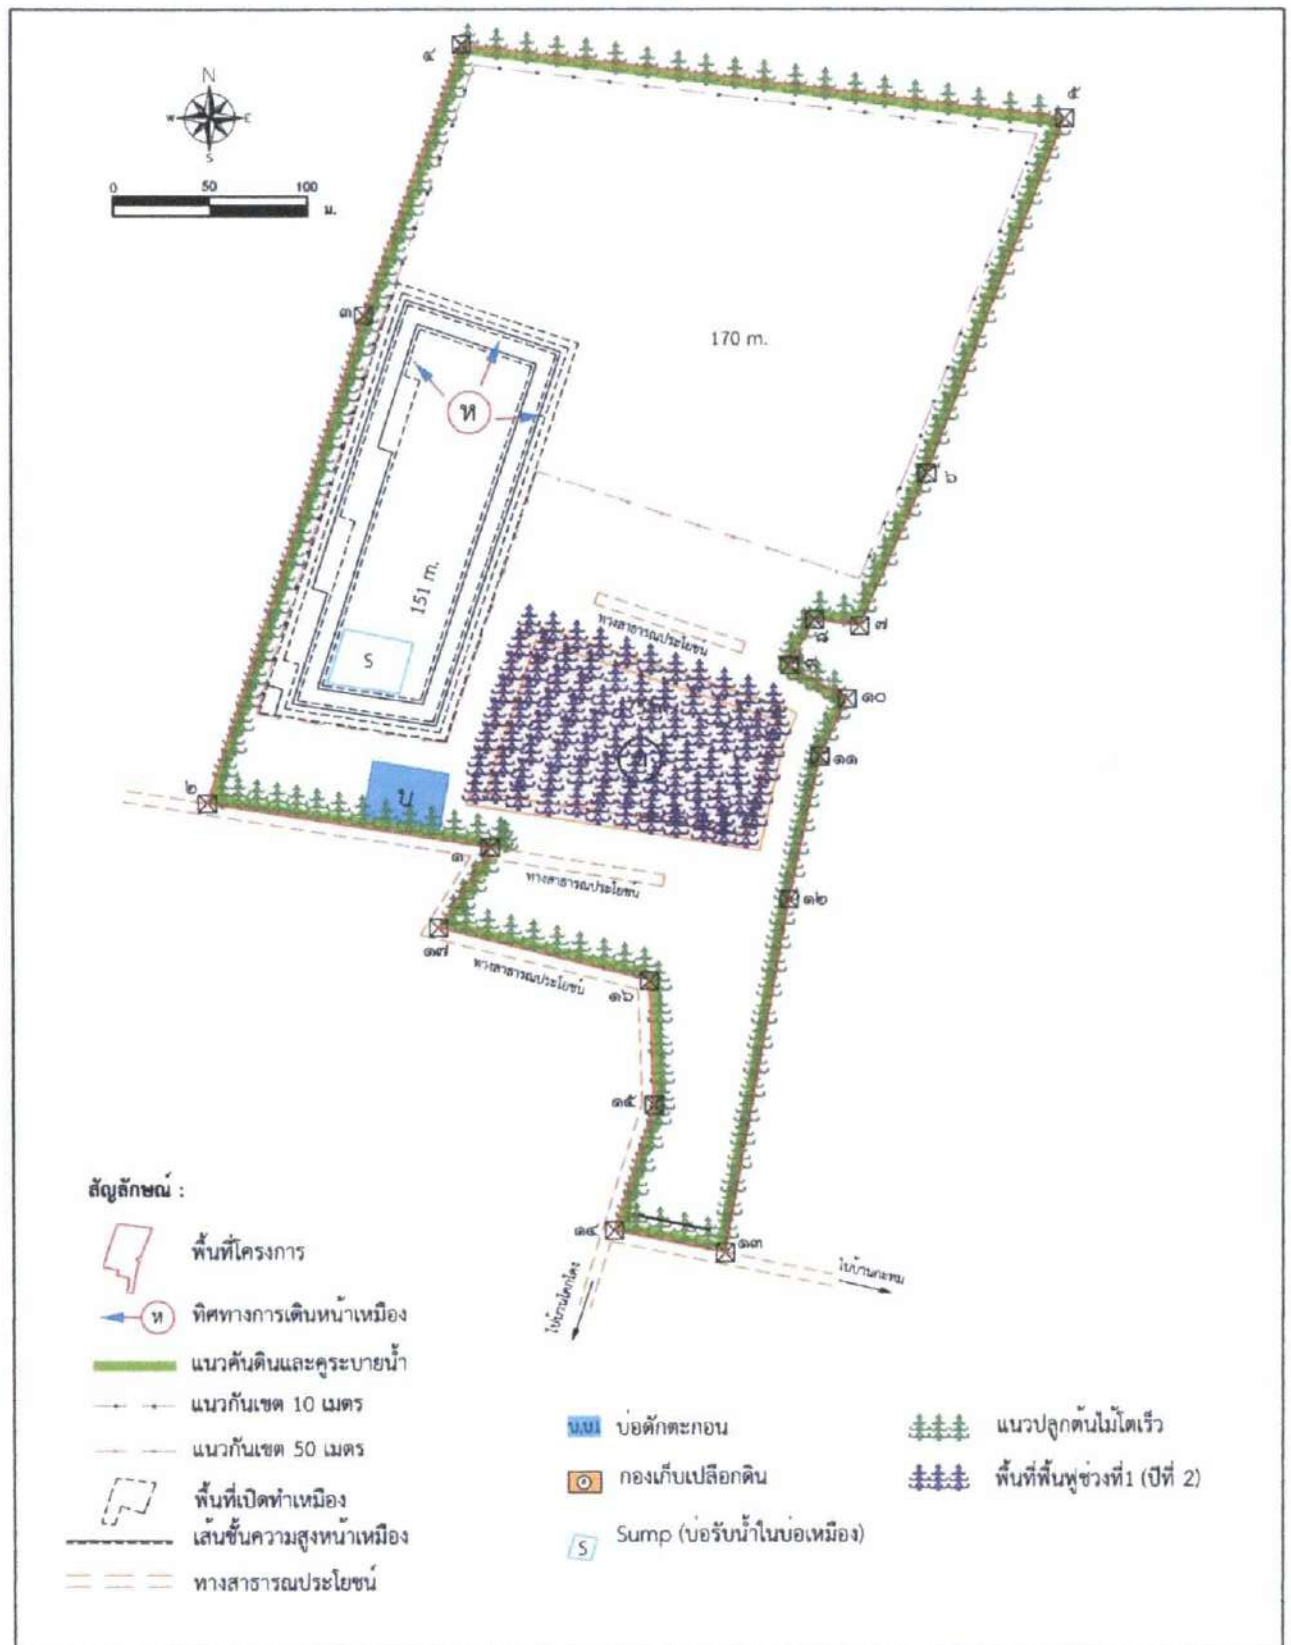 ๔
๕
N
W
E
S
0 50 100
ม.
๓
170 m.
ห
๖
151 m.
ทางสาธารณประโยชน์
๘
๗
S
๙
๑๐
ด
๑๑
๒
บ
๑
ทางสาธารณประโยชน์
๑๒
๑๗
ทางสาธารณประโยชน์
๑๖
๑๕
๑๔
๑๓
ไปบ้านโคกโคง
ไปบ้านกะทม
สัญลักษณ์ :
พื้นที่โครงการ
ห ทิศทางการเดินหน้าเหมือง
แนวคันดินและคูระบายน้ำ
แนวกันเขต 10 เมตร
แนวกันเขต 50 เมตร
พื้นที่เปิดทำเหมือง
เส้นชั้นความสูงหน้าเหมือง
ทางสาธารณประโยชน์
บ่อดักตะกอน
กองเก็บเปลือกดิน
S Sump (บ่อรับน้ำในบ่อเหมือง)
แนวปลูกต้นไม้โตเร็ว
พื้นที่ฟื้นฟูช่วงที่1 (ปีที่ 2)